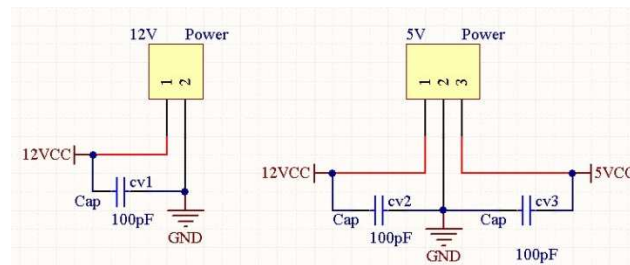 12V Power
1 2
12VCC
cv1
Cap
100pF
GND
5V Power
1 2 3
12VCC
5VCC
cv2
cv3
Cap
Cap
100pF
100pF
GND